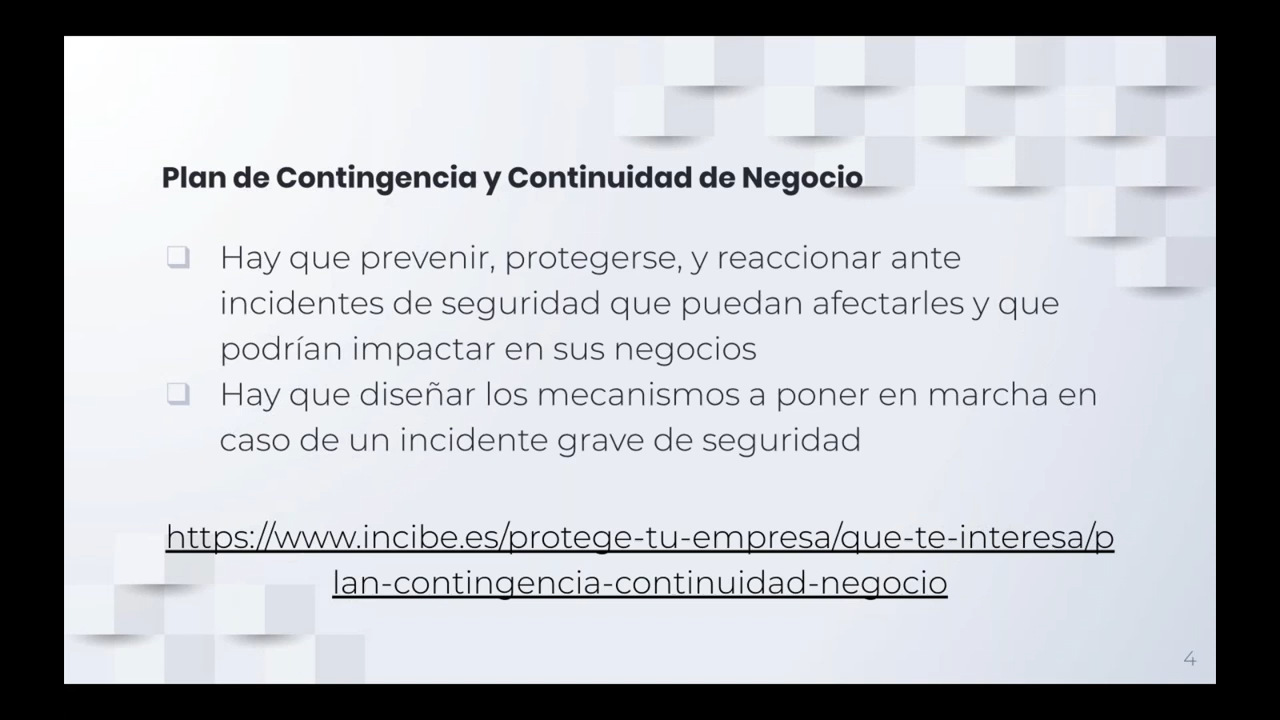 Plan de Contingencia y Continuidad de Negocio
❑ Hay que prevenir, protegerse, y reaccionar ante
incidentes de seguridad que puedan afectarles y que
podrían impactar en sus negocios
❑ Hay que diseñar los mecanismos a poner en marcha en
caso de un incidente grave de seguridad
https://www.incibe.es/protege-tu-empresa/que-te-interesa/p
lan-contingencia-continuidad-negocio
4